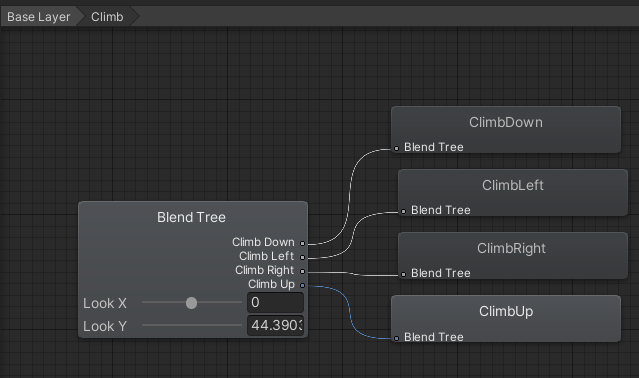 Base Layer
Climb
ClimbDown
Blend Tree
ClimbLeft
Blend Tree
ClimbRight
Blend Tree
ClimbUp
Blend Tree
Blend Tree
Climb Down
Climb Left
Climb Right
Climb Up
Look X 0
Look Y 44.3903